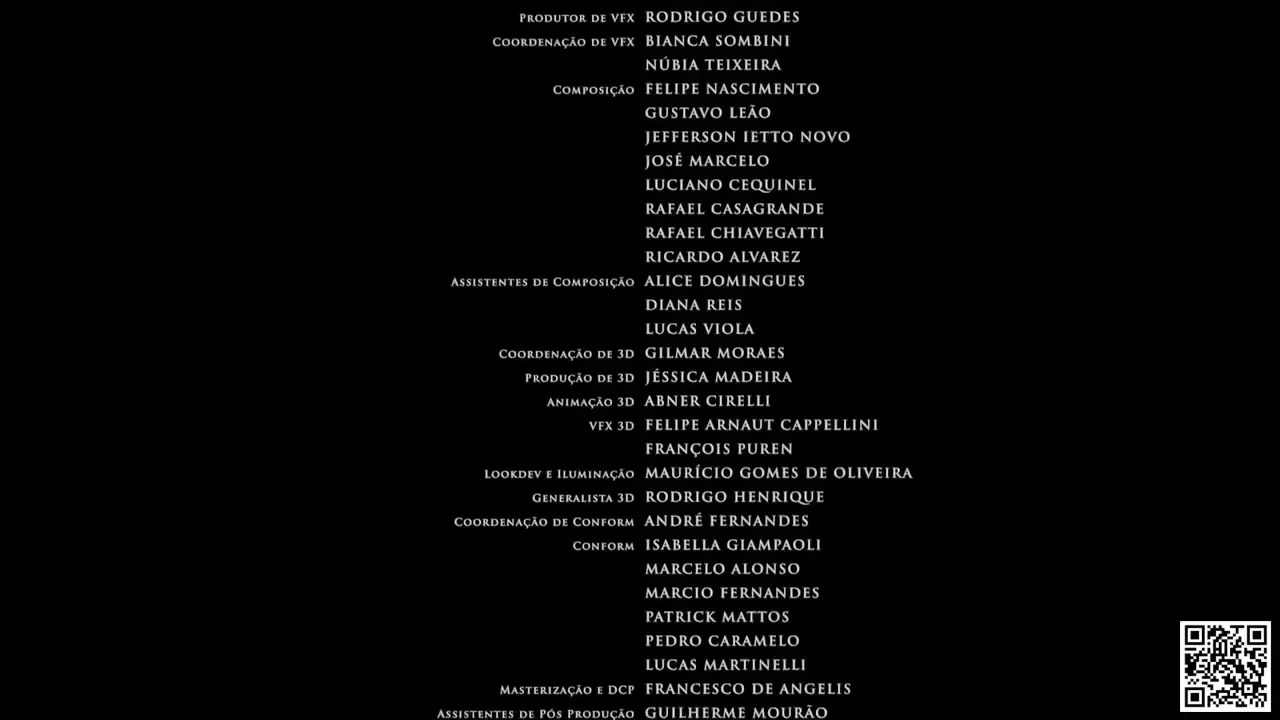 Produtor de VFX RODRIGO GUEDES
Coordenação de VFX BIANCA SOMBINI
NÚBIA TEIXEIRA
Composição FELIPE NASCIMENTO
GUSTAVO LEÃO
JEFFERSON IETTO NOVO
JOSÉ MARCELO
LUCIANO CEQUINEL
RAFAEL CASAGRANDE
RAFAEL CHIAVEGATTI
RICARDO ALVAREZ
Assistentes de Composição ALICE DOMINGUES
DIANA REIS
LUCAS VIOLA
Coordenação de 3D GILMAR MORAES
Produção de 3D JÉSSICA MADEIRA
Animação 3D ABNER CIRELLI
VFX 3D FELIPE ARNAUT CAPPELLINI
FRANÇOIS PUREN
Lookdev e Iluminação MAURÍCIO GOMES DE OLIVEIRA
Generalista 3D RODRIGO HENRIQUE
Coordenação de Conform ANDRÉ FERNANDES
Conform ISABELLA GIAMPAOLI
MARCELO ALONSO
MARCIO FERNANDES
PATRICK MATTOS
PEDRO CARAMELO
LUCAS MARTINELLI
Masterização e DCP FRANCESCO DE ANGELIS
Assistentes de Pós Produção GUILHERME MOURÃO